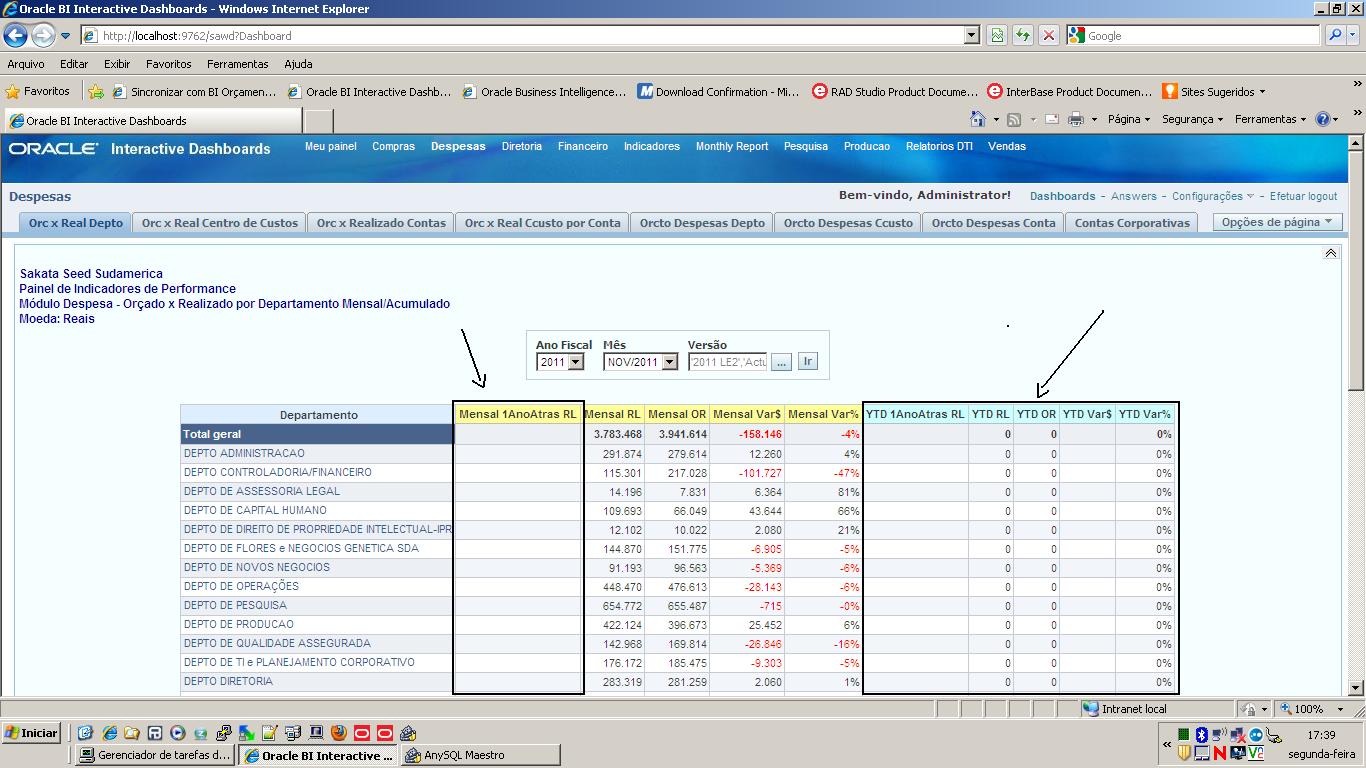 Oracle BI Interactive Dashboards - Windows Internet Explorer
http://localhost:9762/sawd?Dashboard
Google
Arquivo Editar Exibir Favoritos Ferramentas Ajuda
Favoritos Sincronizar com BI Orçamen... Oracle BI Interactive Dashb... Oracle Business Intelligence... Download Confirmation - Mi... RAD Studio Product Docume... InterBase Product Documen... Sites Sugeridos
Oracle BI Interactive Dashboards
Página Segurança Ferramentas
ORACLE Interactive Dashboards
Meu painel Compras Despesas Diretoria Financeiro Indicadores Monthly Report Pesquisa Producao Relatorios DTI Vendas
Despesas
Bem-vindo, Administrator! Dashboards - Answers - Configurações - Efetuar logout
Orc x Real Depto Orc x Real Centro de Custos Orc x Realizado Contas Orc x Real Ccusto por Conta Orcto Despesas Depto Orcto Despesas Ccusto Orcto Despesas Conta Contas Corporativas Opções de página
Sakata Seed Sudamerica
Painel de Indicadores de Performance
Módulo Despesa - Orçado x Realizado por Departamento Mensal/Acumulado
Moeda: Reais
Ano Fiscal Mês Versão
2011 NOV/2011 '2011 LE2','Actu ... Ir
Departamento Mensal 1AnoAtras RL Mensal RL Mensal OR Mensal Var$ Mensal Var% YTD 1AnoAtras RL YTD RL YTD OR YTD Var$ YTD Var%
Total geral 3.783.468 3.941.614 -158.146 -4% 0 0 0%
DEPTO ADMINISTRACAO 291.874 279.614 12.260 4% 0 0 0%
DEPTO CONTROLADORIA/FINANCEIRO 115.301 217.028 -101.727 -47% 0 0 0%
DEPTO DE ASSESSORIA LEGAL 14.196 7.831 6.364 81% 0 0 0%
DEPTO DE CAPITAL HUMANO 109.693 66.049 43.644 66% 0 0 0%
DEPTO DE DIREITO DE PROPRIEDADE INTELECTUAL-IPR 12.102 10.022 2.080 21% 0 0 0%
DEPTO DE FLORES e NEGOCIOS GENETICA SDA 144.870 151.775 -6.905 -5% 0 0 0%
DEPTO DE NOVOS NEGOCIOS 91.193 96.563 -5.369 -6% 0 0 0%
DEPTO DE OPERAÇÕES 448.470 476.613 -28.143 -6% 0 0 0%
DEPTO DE PESQUISA 654.772 655.487 -715 -0% 0 0 0%
DEPTO DE PRODUCAO 422.124 396.673 25.452 6% 0 0 0%
DEPTO DE QUALIDADE ASSEGURADA 142.968 169.814 -26.846 -16% 0 0 0%
DEPTO DE TI e PLANEJAMENTO CORPORATIVO 176.172 185.475 -9.303 -5% 0 0 0%
DEPTO DIRETORIA 283.319 281.259 2.060 1% 0 0 0%
Intranet local 100%
Iniciar
17:39
Gerenciador de tarefas d... Oracle BI Interactive ... AnySQL Maestro
segunda-feira